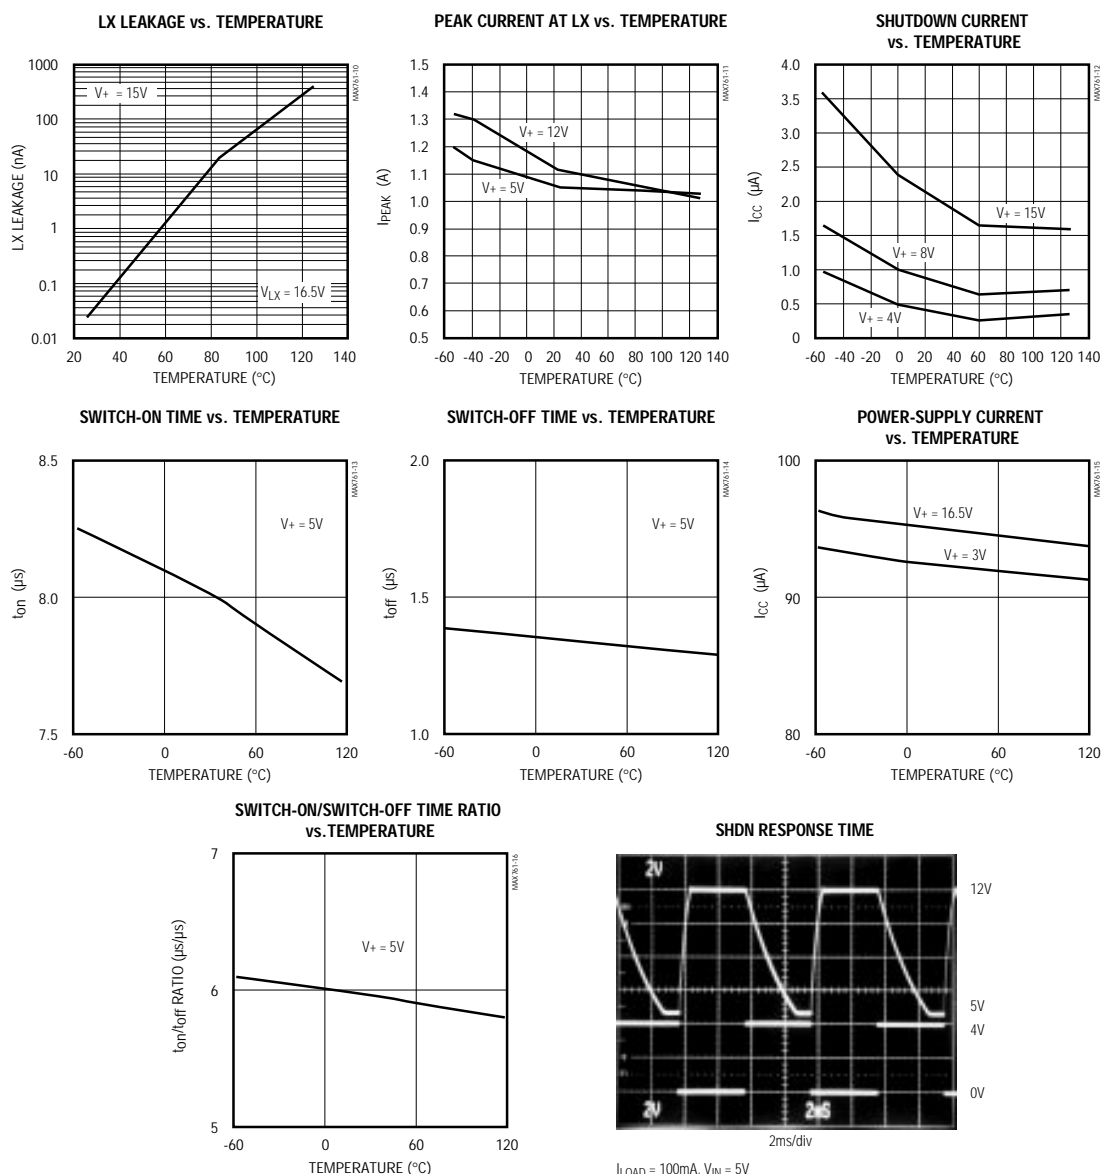 LX LEAKAGE vs. TEMPERATURE
1000
100
10
1
0.1
0.01
LX LEAKAGE (nA)
V+ = 15V
VLX = 16.5V
MAX761-10
20 40 60 80 100 120 140
TEMPERATURE (°C)
PEAK CURRENT AT LX vs. TEMPERATURE
1.5
1.4
1.3
1.2
1.1
1.0
0.9
0.8
0.7
0.6
0.5
IPEAK (A)
V+ = 12V
V+ = 5V
MAX761-11
-60 -40 -20 0 20 40 60 80 100 120 140
TEMPERATURE (°C)
SHUTDOWN CURRENT
vs. TEMPERATURE
4.0
3.5
3.0
2.5
2.0
1.5
1.0
0.5
0
ICC (µA)
V+ = 15V
V+ = 8V
V+ = 4V
MAX761-12
-60 -40 -20 0 20 40 60 80 100 120 140
TEMPERATURE (°C)
SWITCH-ON TIME vs. TEMPERATURE
8.5
8.0
7.5
ton (µs)
V+ = 5V
MAX761-13
-60 0 60 120
TEMPERATURE (°C)
SWITCH-OFF TIME vs. TEMPERATURE
2.0
1.5
1.0
toff (µs)
V+ = 5V
MAX761-14
-60 0 60 120
TEMPERATURE (°C)
POWER-SUPPLY CURRENT
vs. TEMPERATURE
100
90
80
ICC (µA)
V+ = 16.5V
V+ = 3V
MAX761-15
-60 0 60 120
TEMPERATURE (°C)
SWITCH-ON/SWITCH-OFF TIME RATIO
vs.TEMPERATURE
7
6
5
ton/toff RATIO (µs/µs)
V+ = 5V
MAX761-16
-60 0 60 120
TEMPERATURE (°C)
SHDN RESPONSE TIME
2V
12V
5V
4V
0V
2V 2mS
2ms/div
ILOAD = 100mA, VIN = 5V